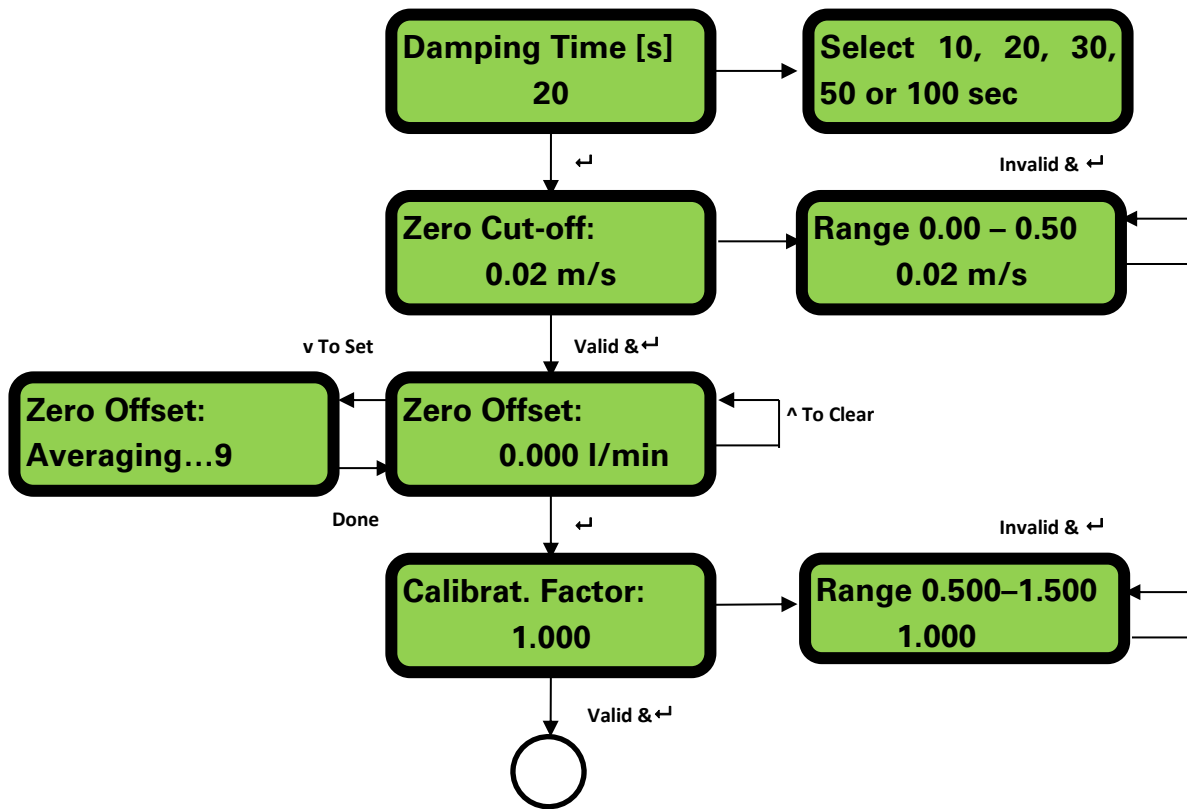 Damping Time [s]
20
Select 10, 20, 30,
50 or 100 sec
↵
Invalid & ↵
Zero Cut-off:
0.02 m/s
Range 0.00 – 0.50
0.02 m/s
v To Set
Valid &↵
Zero Offset:
Averaging...9
Zero Offset:
0.000 l/min
^ To Clear
Done
↵
Invalid & ↵
Calibrat. Factor:
1.000
Range 0.500–1.500
1.000
Valid &↵